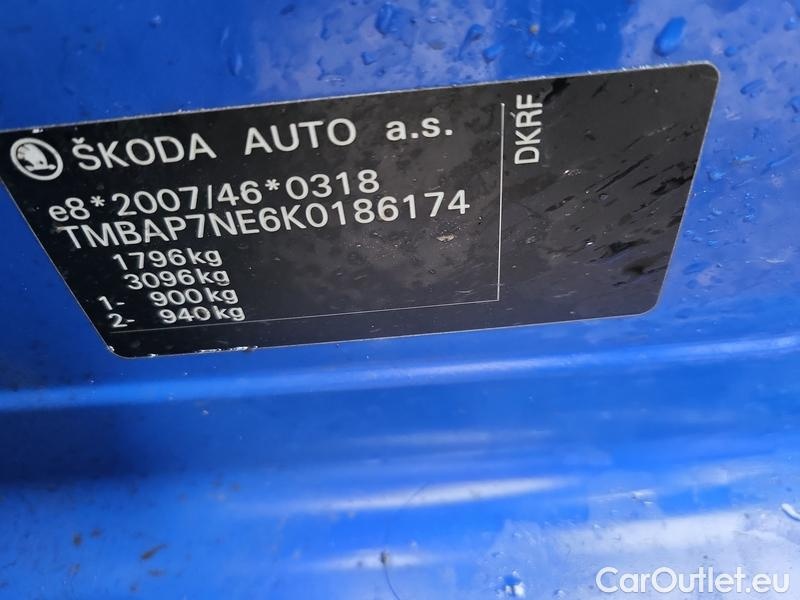 ŠKODA AUTO a.s.
e8*2007/46*0318
TMBAP7NE6K0186174
1796kg
3096kg
1- 900kg
2- 940kg
DKRF
CarOutlet.eu